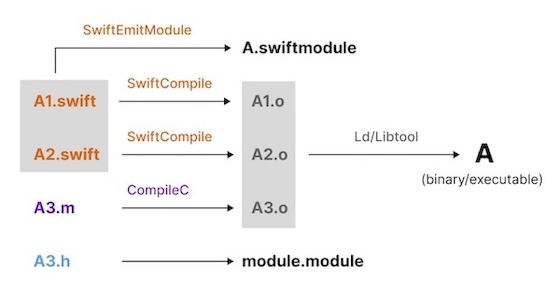 SwiftEmitModule
A.swiftmodule
A1.swift
SwiftCompile
A1.o
A2.swift
SwiftCompile
A2.o
Ld/Libtool
A
(binary/executable)
A3.m
CompileC
A3.o
A3.h
module.module